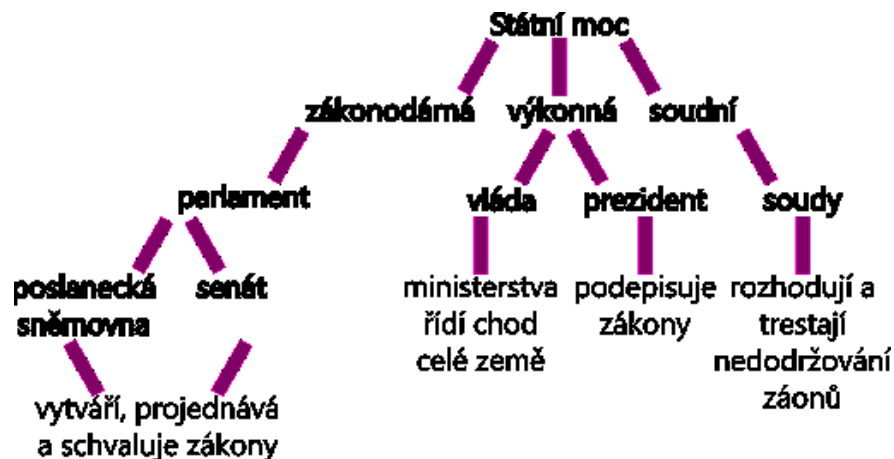 Státní moc
zákonodárná výkonná soudní
parlament vláda prezident soudy
poslanecká
sněmovna
senát
vytváří, projednává
a schvaluje zákony
ministerstva
řídí chod
celé země
podepisuje
zákony
rozhodují a
trestají
nedodržování
záonů